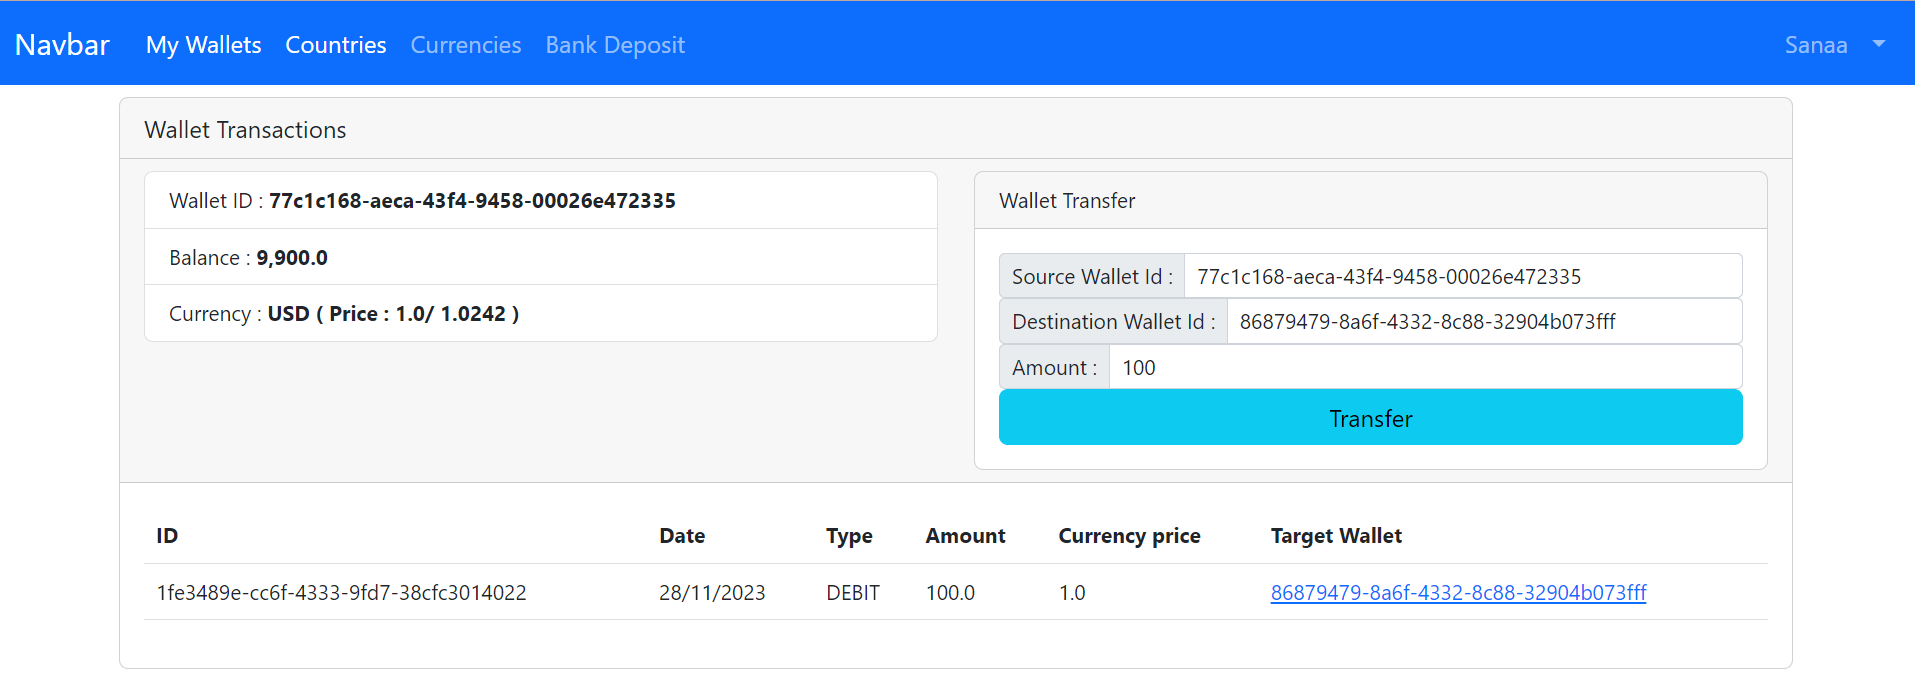 Navbar My Wallets Countries Currencies Bank Deposit Sanaa
Wallet Transactions
Wallet ID : 77c1c168-aeca-43f4-9458-00026e472335
Balance : 9,900.0
Currency : USD ( Price : 1.0/ 1.0242 )
Wallet Transfer
Source Wallet Id : 77c1c168-aeca-43f4-9458-00026e472335
Destination Wallet Id : 86879479-8a6f-4332-8c88-32904b073fff
Amount : 100
Transfer
ID Date Type Amount Currency price Target Wallet
1fe3489e-cc6f-4333-9fd7-38cfc3014022 28/11/2023 DEBIT 100.0 1.0 86879479-8a6f-4332-8c88-32904b073fff